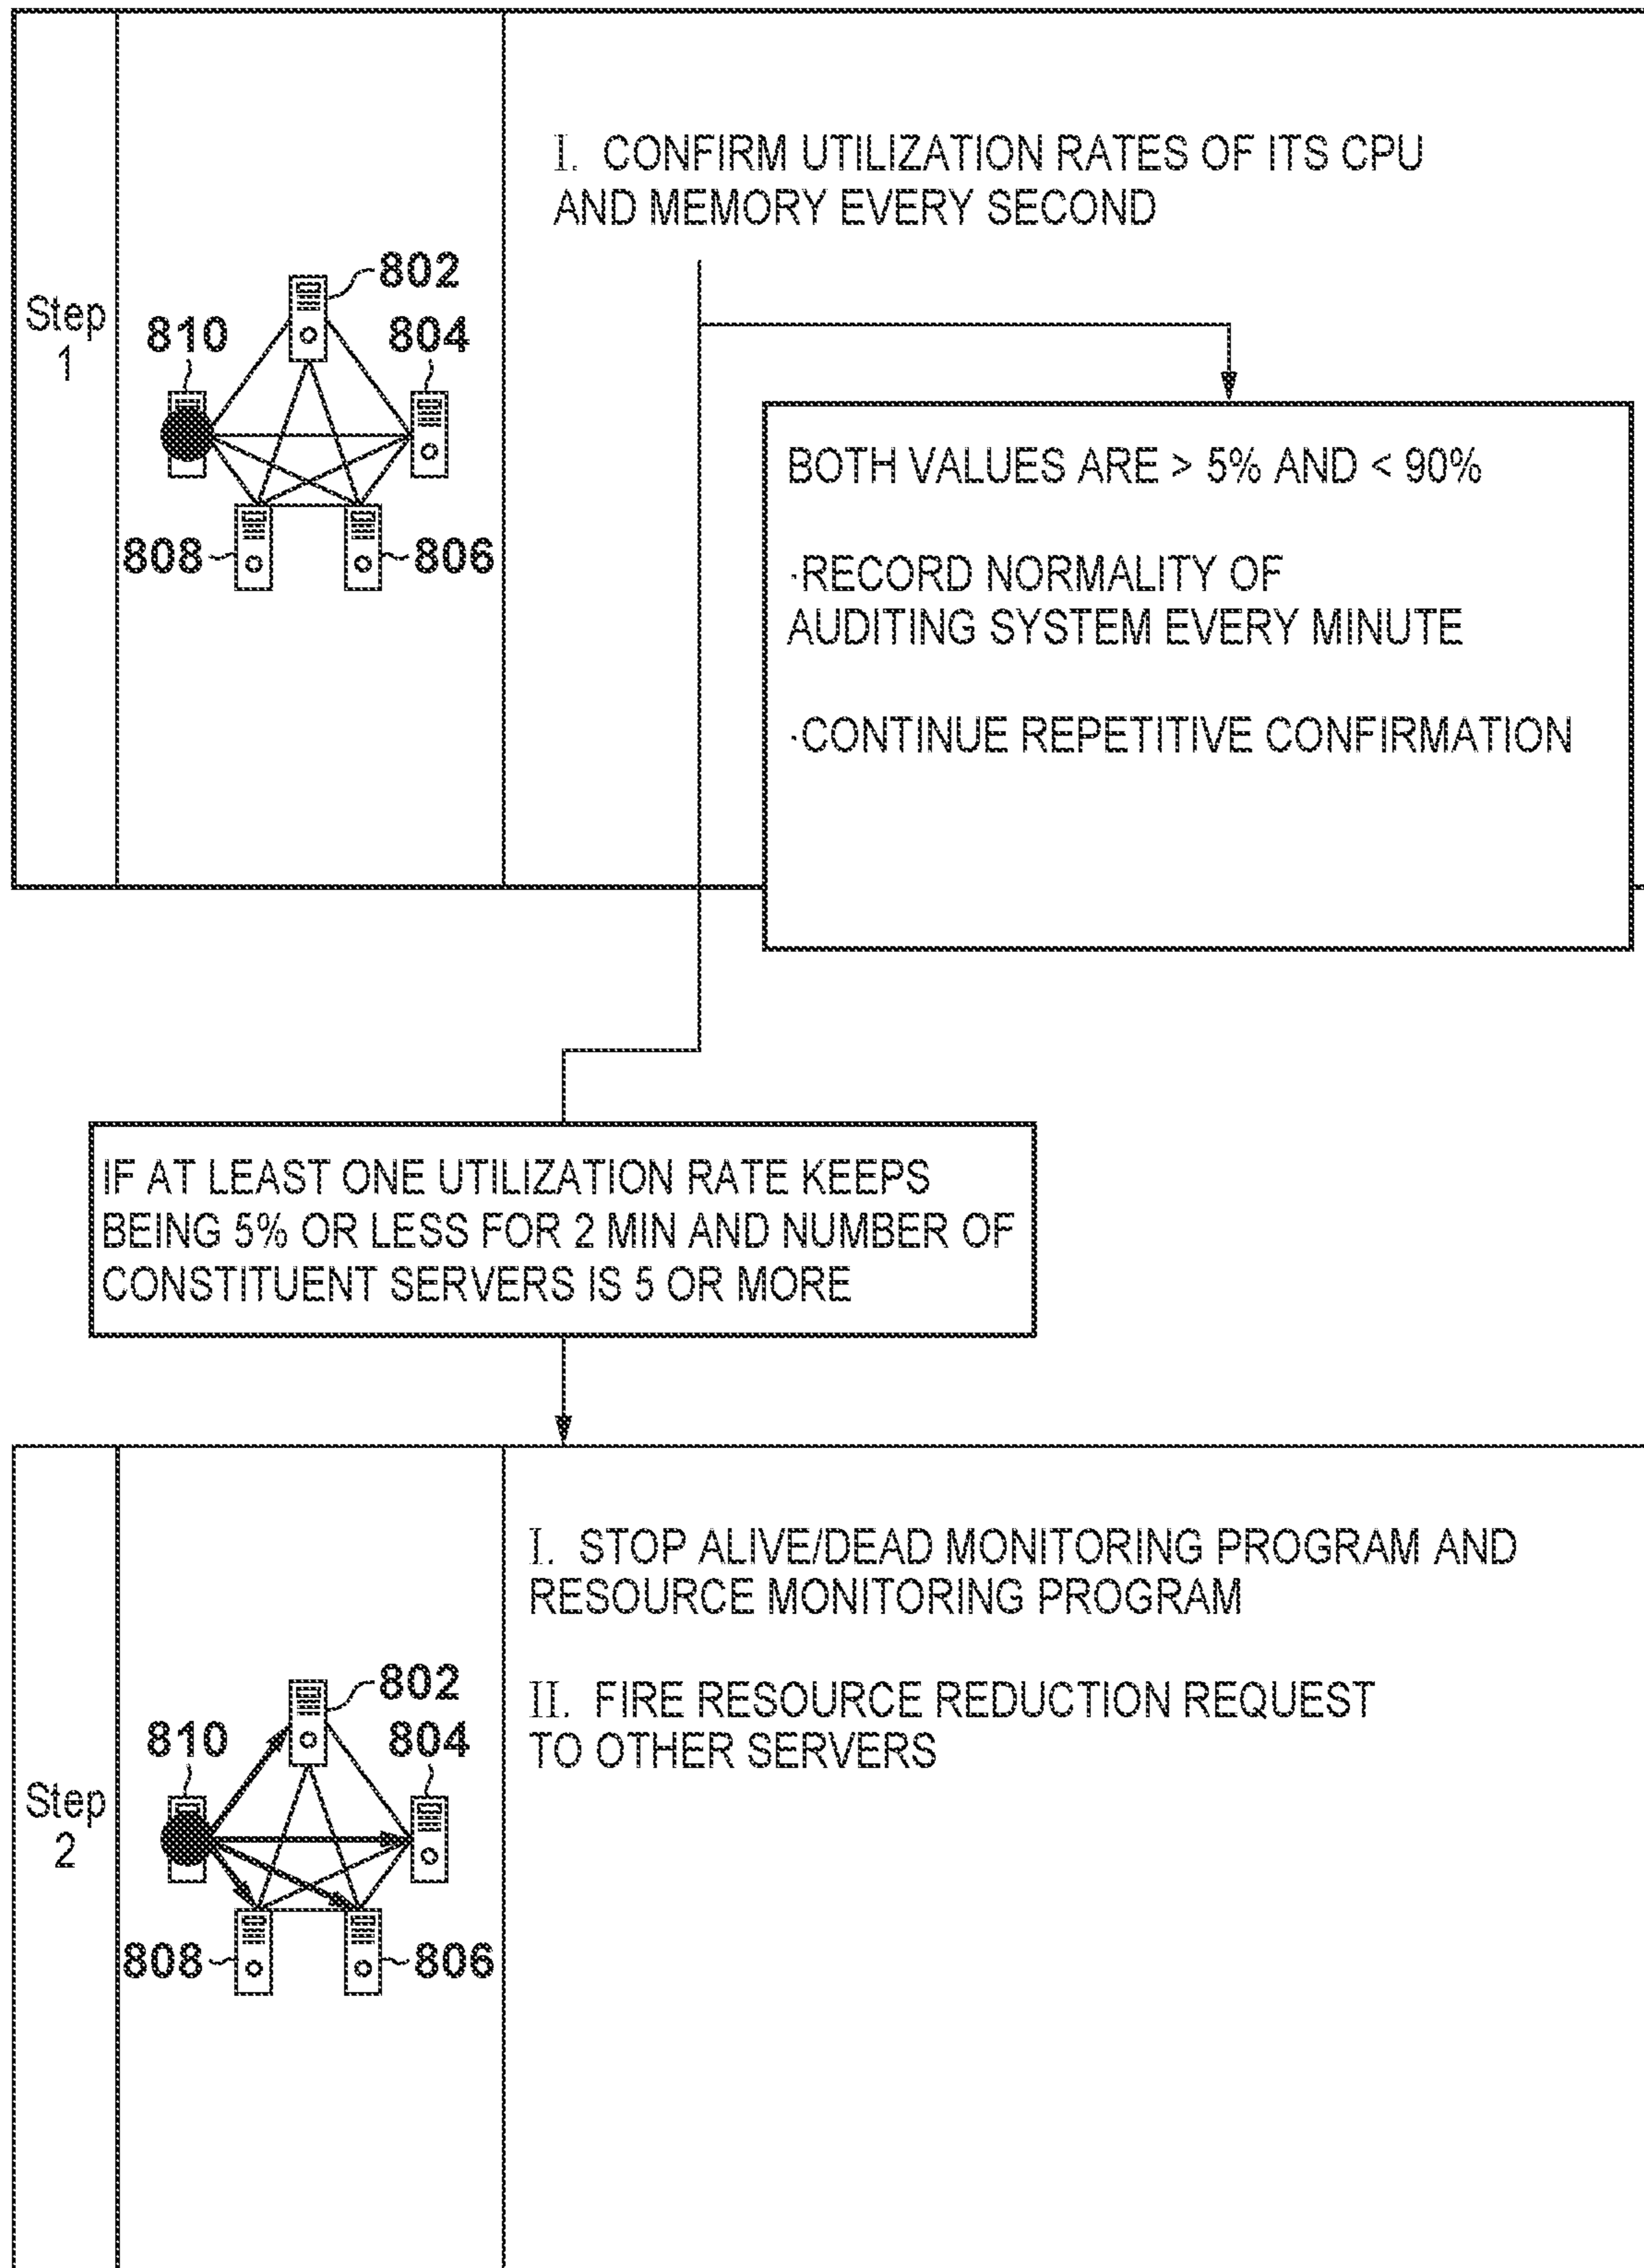 Step
1
802
810
804
808
806
I. CONFIRM UTILIZATION RATES OF ITS CPU
AND MEMORY EVERY SECOND
BOTH VALUES ARE > 5% AND < 90%
·RECORD NORMALITY OF
AUDITING SYSTEM EVERY MINUTE
·CONTINUE REPETITIVE CONFIRMATION
IF AT LEAST ONE UTILIZATION RATE KEEPS
BEING 5% OR LESS FOR 2 MIN AND NUMBER OF
CONSTITUENT SERVERS IS 5 OR MORE
Step
2
802
810
804
808
806
I. STOP ALIVE/DEAD MONITORING PROGRAM AND
RESOURCE MONITORING PROGRAM
II. FIRE RESOURCE REDUCTION REQUEST
TO OTHER SERVERS